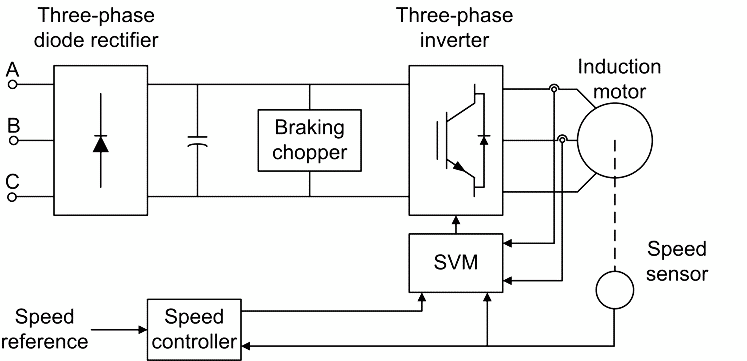 Three-phase
diode rectifier
Three-phase
inverter
Induction
motor
A
B
C
Braking
chopper
SVM
Speed
sensor
Speed
reference
Speed
controller